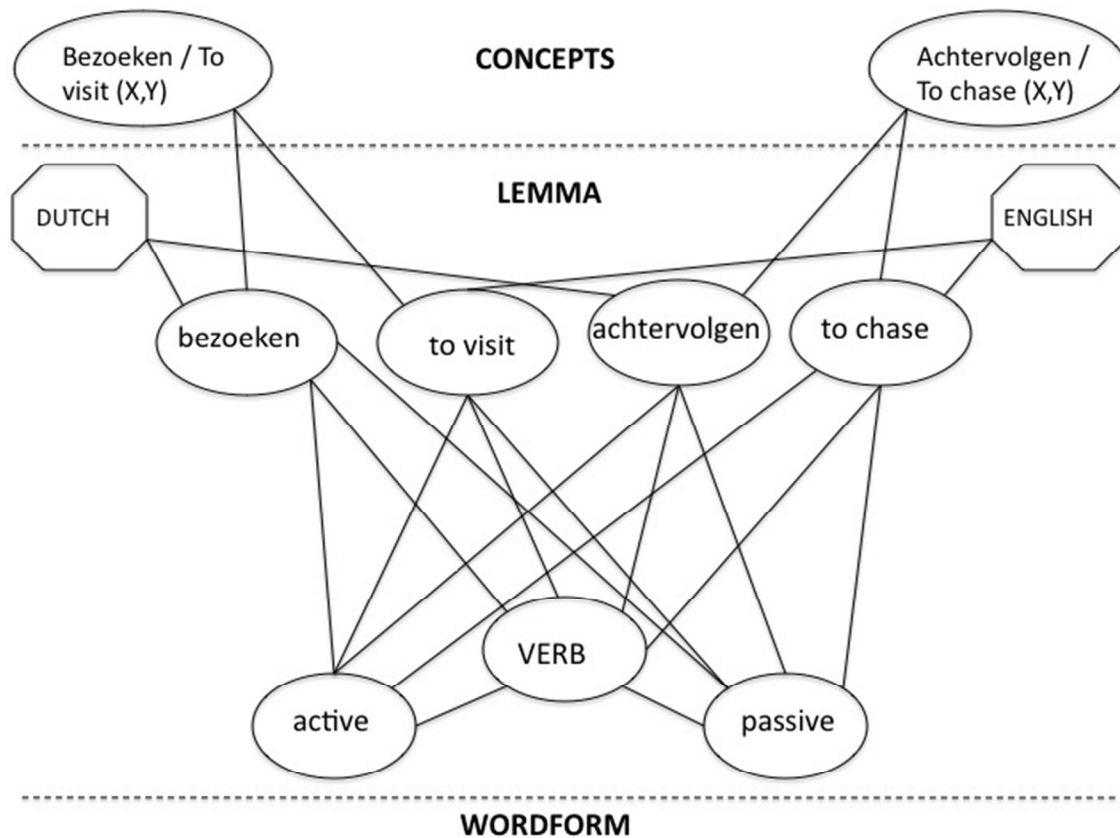 CONCEPTS
Bezoeken / To
visit (X,Y)
Achtervolgen /
To chase (X,Y)
LEMMA
DUTCH
ENGLISH
bezoeken
to visit
achtervolgen
to chase
VERB
active
passive
WORDFORM